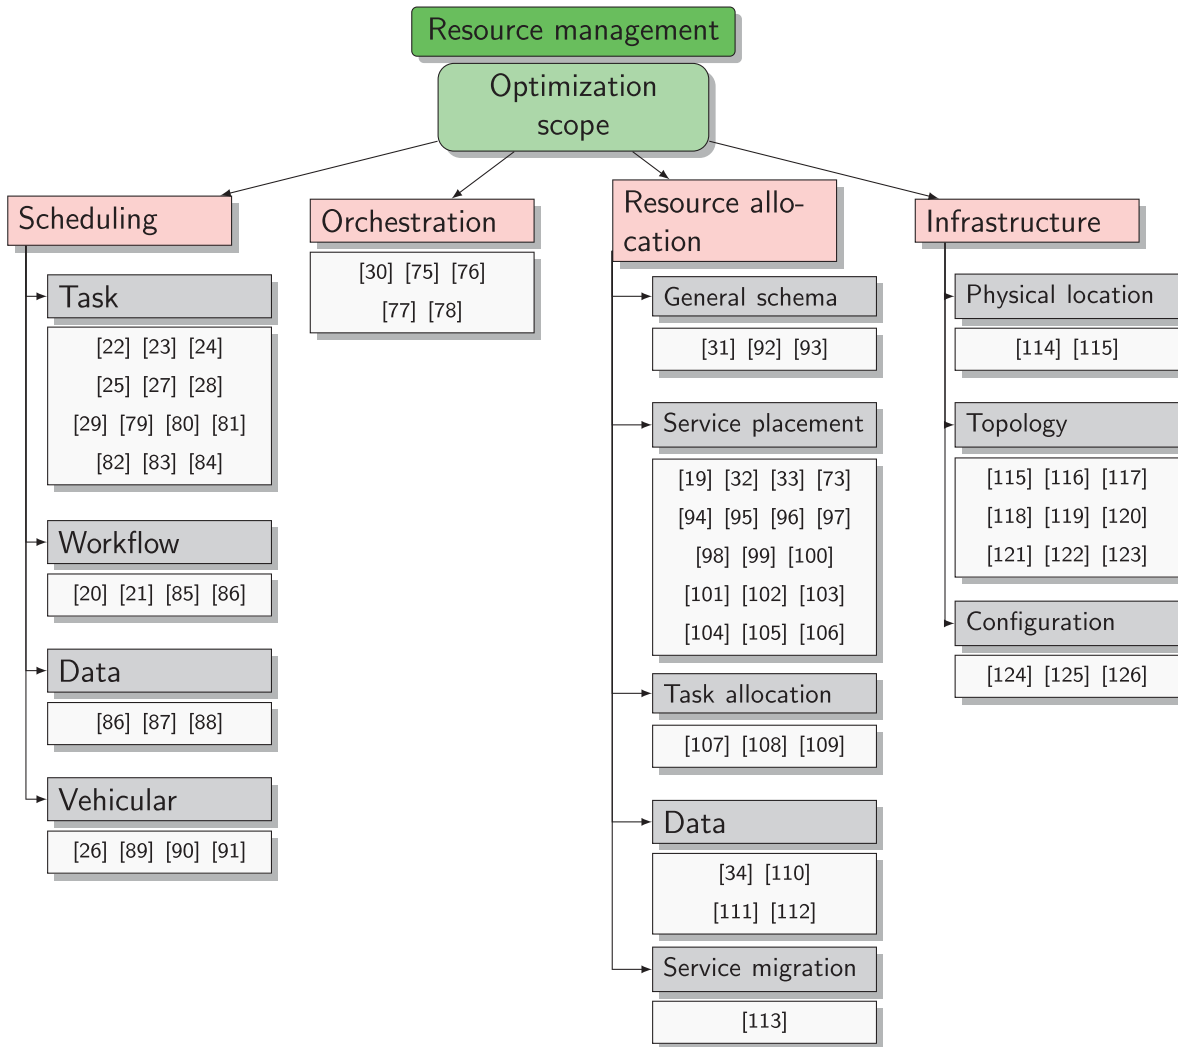 Resource management
Optimization
scope
Scheduling
Task
[22] [23] [24]
[25] [27] [28]
[29] [79] [80] [81]
[82] [83] [84]
Workflow
[20] [21] [85] [86]
Data
[86] [87] [88]
Vehicular
[26] [89] [90] [91]
Orchestration
[30] [75] [76]
[77] [78]
Resource allo-
cation
General schema
[31] [92] [93]
Service placement
[19] [32] [33] [73]
[94] [95] [96] [97]
[98] [99] [100]
[101] [102] [103]
[104] [105] [106]
Task allocation
[107] [108] [109]
Data
[34] [110]
[111] [112]
Service migration
[113]
Infrastructure
Physical location
[114] [115]
Topology
[115] [116] [117]
[118] [119] [120]
[121] [122] [123]
Configuration
[124] [125] [126]